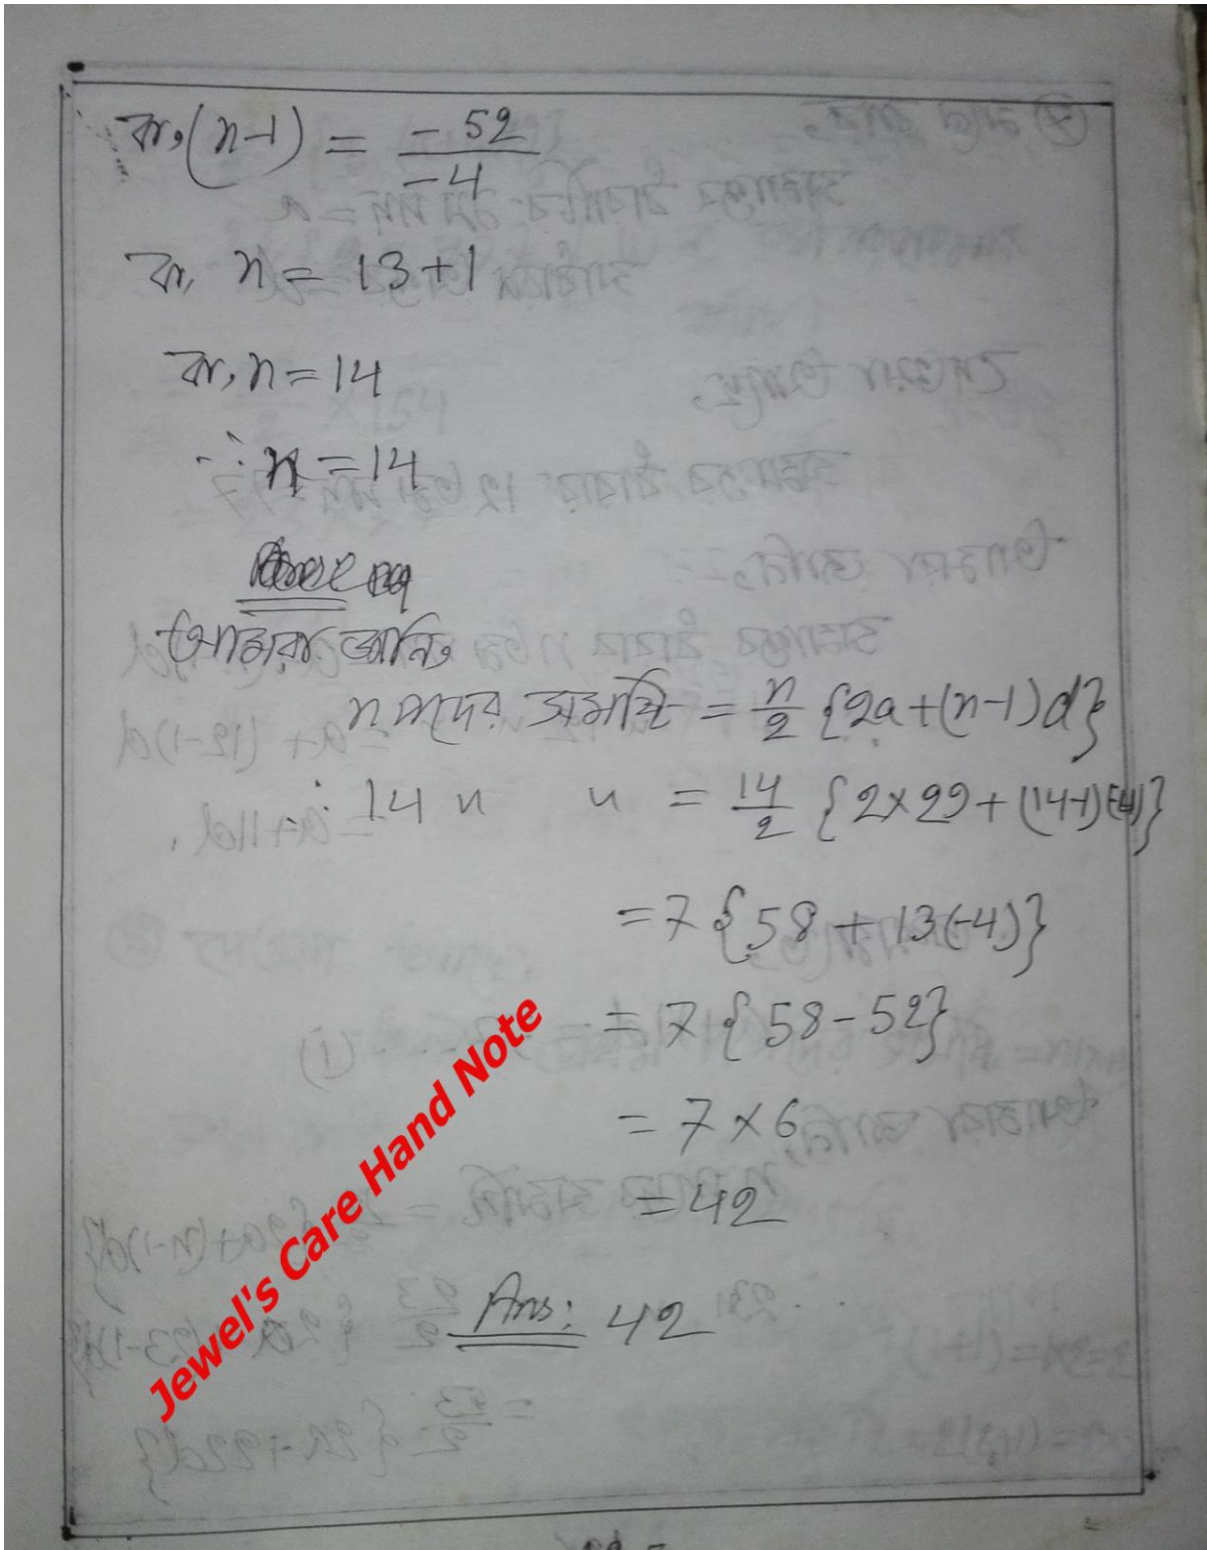 বা, (n-1) = -52/-4
বা, n = 13+1
বা, n = 14
∴ n = 14
আমরা জানি,
n পদের সমষ্টি = n/2 {2a+(n-1)d}
∴ 14 " " = 14/2 {2×29+(14-1)(-4)}
=7{58+13(-4)}
=7{58-52}
=7×6
=42
Ans: 42
Jewel's Care Hand Note